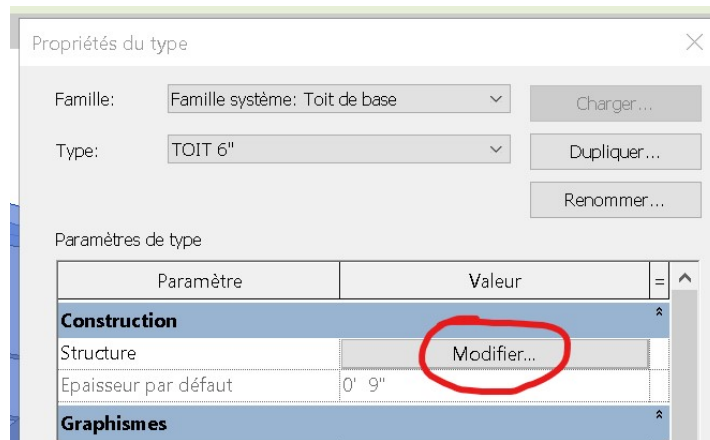 Propriétés du type
Famille: Famille système: Toit de base Charger...
Type: TOIT 6" Dupliquer...
Renommer...
Paramètres de type
Paramètre Valeur =
Construction
Structure Modifier...
Epaisseur par défaut 0' 9"
Graphismes